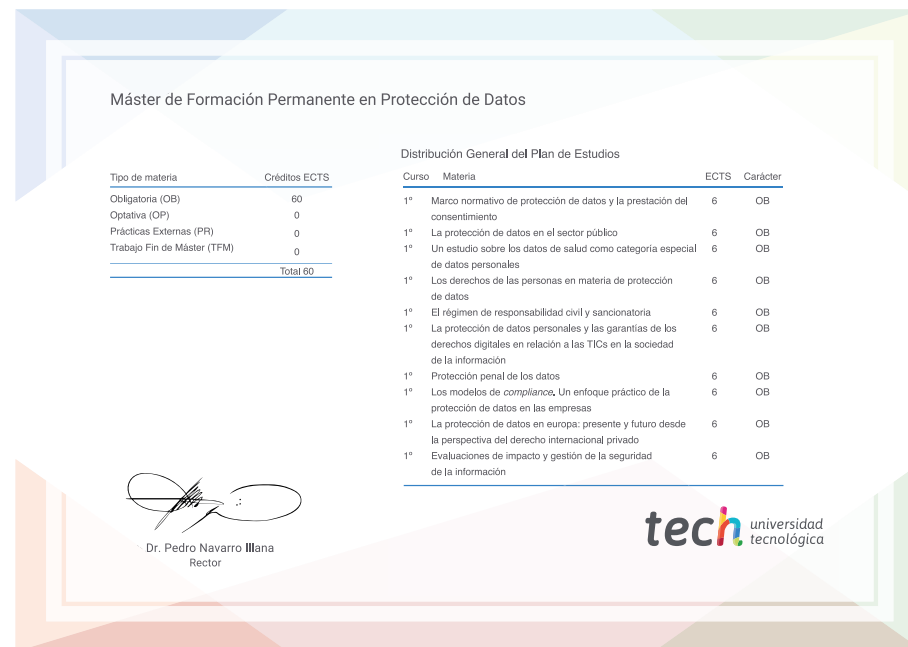 Máster de Formación Permanente en Protección de Datos
Tipo de materia Créditos ECTS
Obligatoria (OB) 60
Optativa (OP) 0
Prácticas Externas (PR) 0
Trabajo Fin de Máster (TFM) 0
Total 60
Distribución General del Plan de Estudios
Curso Materia ECTS Carácter
1º Marco normativo de protección de datos y la prestación del 6 OB
consentimiento
1º La protección de datos en el sector público 6 OB
1º Un estudio sobre los datos de salud como categoría especial 6 OB
de datos personales
1º Los derechos de las personas en materia de protección 6 OB
de datos
1º El régimen de responsabilidad civil y sancionatoria 6 OB
1º La protección de datos personales y las garantías de los 6 OB
derechos digitales en relación a las TICs en la sociedad
de la información
1º Protección penal de los datos 6 OB
1º Los modelos de compliance. Un enfoque práctico de la 6 OB
protección de datos en las empresas
1º La protección de datos en europa: presente y futuro desde 6 OB
la perspectiva del derecho internacional privado
1º Evaluaciones de impacto y gestión de la seguridad 6 OB
de la información
Dr. Pedro Navarro Illana
Rector
tech universidad
tecnológica